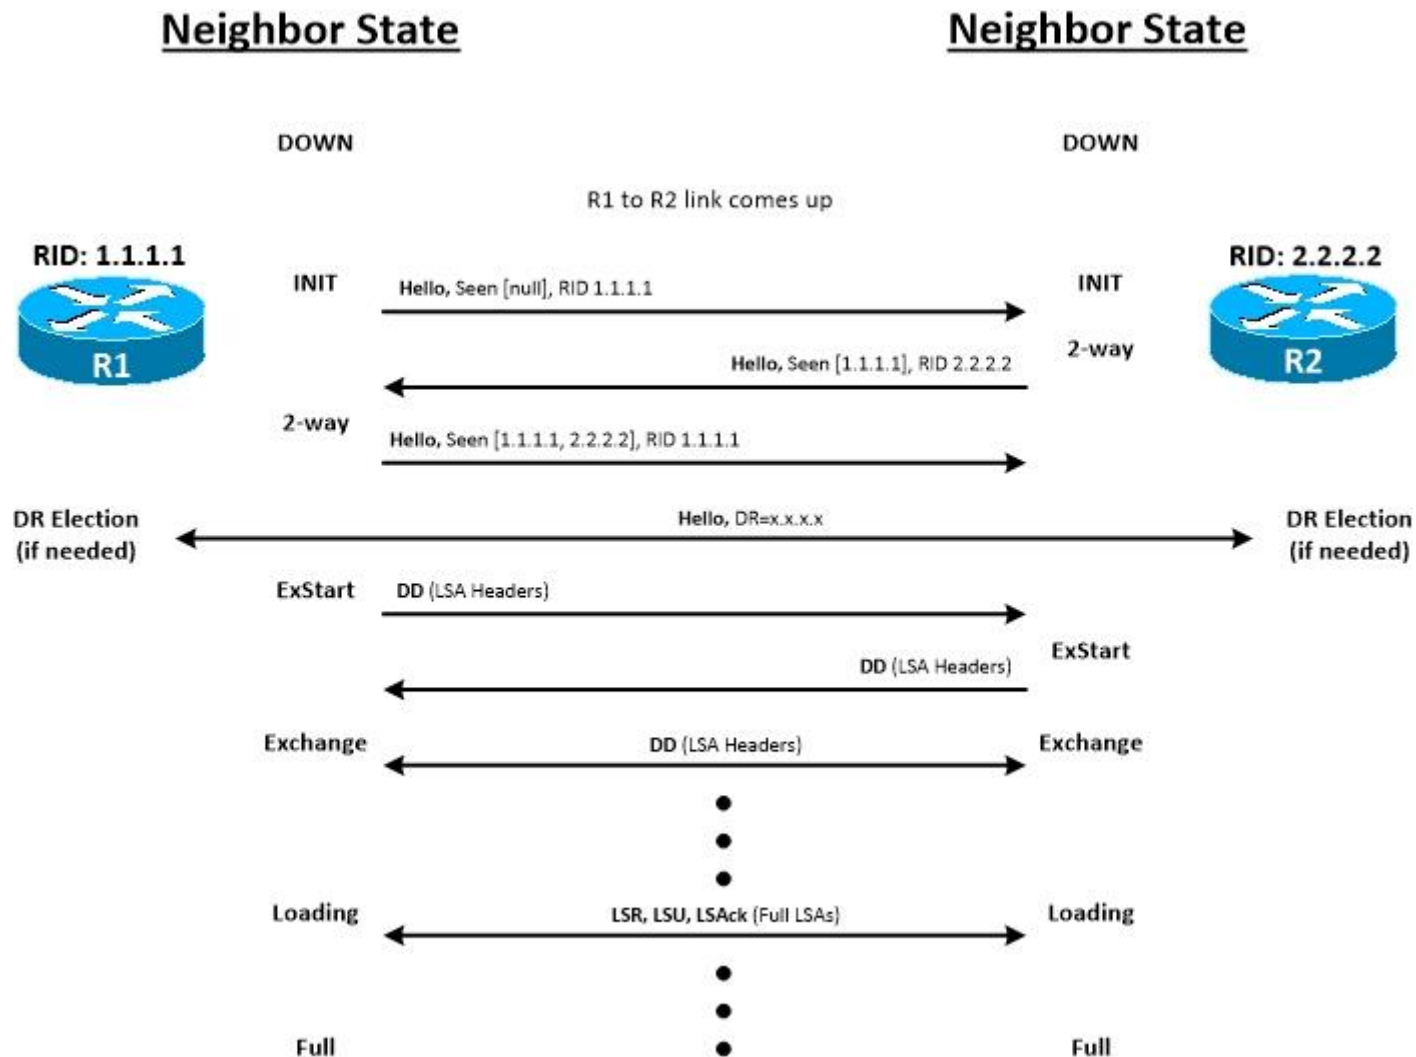 Neighbor State Neighbor State
DOWN DOWN
R1 to R2 link comes up
RID: 1.1.1.1 RID: 2.2.2.2
INIT Hello, Seen [null], RID 1.1.1.1 INIT
R1 R2
2-way
Hello, Seen [1.1.1.1], RID 2.2.2.2
2-way
Hello, Seen [1.1.1.1, 2.2.2.2], RID 1.1.1.1
DR Election Hello, DR=x.x.x.x DR Election
(if needed) (if needed)
ExStart DD (LSA Headers)
ExStart
DD (LSA Headers)
Exchange DD (LSA Headers) Exchange
Loading LSR, LSU, LSAck (Full LSAs) Loading
Full Full